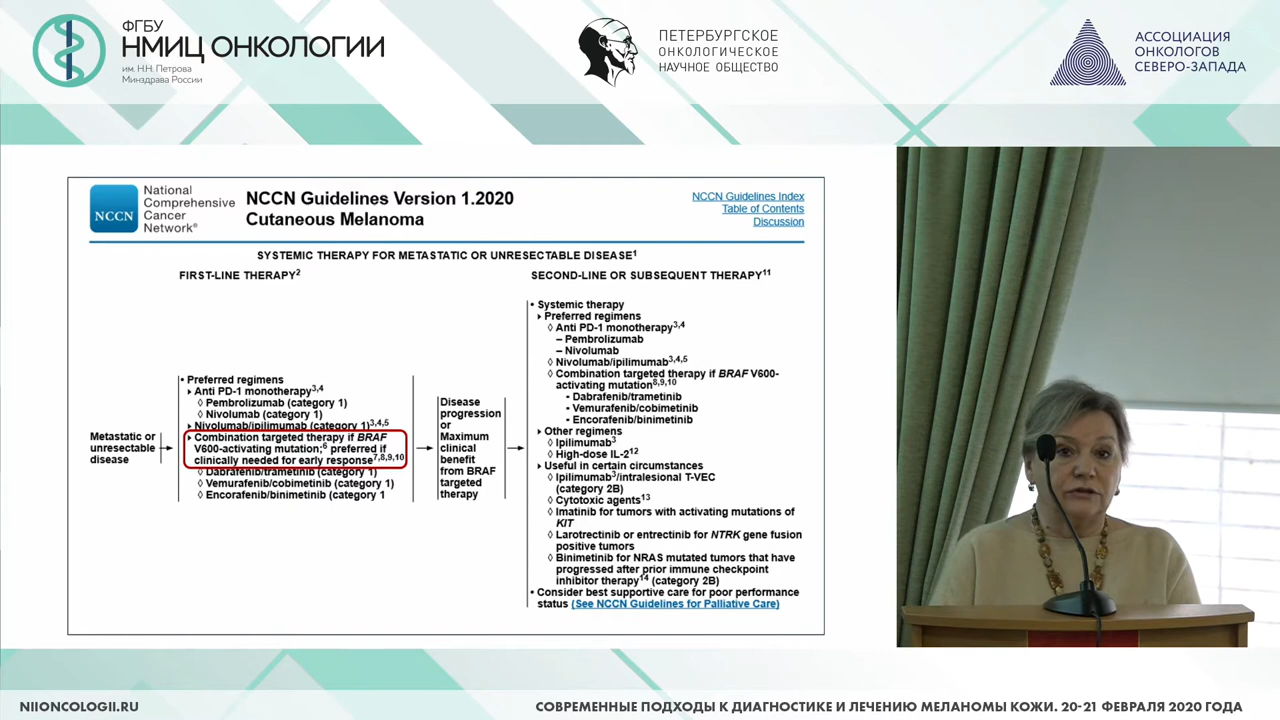 ФГБУ
НМИЦ ОНКОЛОГИИ
им. Н.Н. Петрова
Минздрава России
ПЕТЕРБУРГСКОЕ
ОНКОЛОГИЧЕСКОЕ
НАУЧНОЕ ОБЩЕСТВО
АССОЦИАЦИЯ
ОНКОЛОГОВ
СЕВЕРО-ЗАПАДА
NCCN
National
Comprehensive
Cancer
Network®
NCCN Guidelines Version 1.2020
Cutaneous Melanoma
NCCN Guidelines Index
Table of Contents
Discussion
SYSTEMIC THERAPY FOR METASTATIC OR UNRESECTABLE DISEASE1
FIRST-LINE THERAPY2
Metastatic or
unresectable
disease
• Preferred regimens
▸ Anti PD-1 monotherapy3,4
◊ Pembrolizumab (category 1)
◊ Nivolumab (category 1)
▸ Nivolumab/ipilimumab (category 1)3,4,5
▸ Combination targeted therapy if BRAF
V600-activating mutation;6 preferred if
clinically needed for early response7,8,9,10
◊ Dabrafenib/trametinib (category 1)
◊ Vemurafenib/cobimetinib (category 1)
◊ Encorafenib/binimetinib (category 1
Disease
progression
or
Maximum
clinical
benefit
from BRAF
targeted
therapy
SECOND-LINE OR SUBSEQUENT THERAPY11
• Systemic therapy
▸ Preferred regimens
◊ Anti PD-1 monotherapy3,4
– Pembrolizumab
– Nivolumab
◊ Nivolumab/ipilimumab3,4,5
◊ Combination targeted therapy if BRAF V600-
activating mutation8,9,10
• Dabrafenib/trametinib
• Vemurafenib/cobimetinib
• Encorafenib/binimetinib
▸ Other regimens
◊ Ipilimumab3
◊ High-dose IL-212
▸ Useful in certain circumstances
◊ Ipilimumab3/intralesional T-VEC
(category 2B)
◊ Cytotoxic agents13
◊ Imatinib for tumors with activating mutations of
KIT
◊ Larotrectinib or entrectinib for NTRK gene fusion
positive tumors
◊ Binimetinib for NRAS mutated tumors that have
progressed after prior immune checkpoint
inhibitor therapy14 (category 2B)
• Consider best supportive care for poor performance
status (See NCCN Guidelines for Palliative Care)
NIIONCOLOGII.RU
СОВРЕМЕННЫЕ ПОДХОДЫ К ДИАГНОСТИКЕ И ЛЕЧЕНИЮ МЕЛАНОМЫ КОЖИ. 20-21 ФЕВРАЛЯ 2020 ГОДА